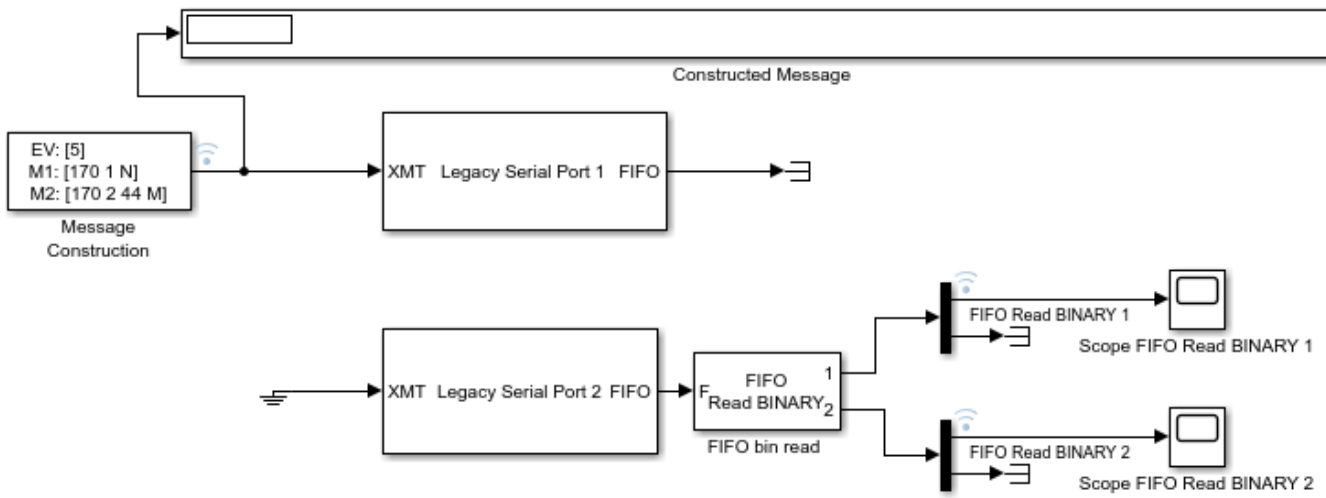 Constructed Message
EV: [5]
M1: [170 1 N]
M2: [170 2 44 M]
Message
Construction
XMT Legacy Serial Port 1 FIFO
XMT Legacy Serial Port 2 FIFO
F
FIFO
Read BINARY
1
2
FIFO bin read
FIFO Read BINARY 1
Scope FIFO Read BINARY 1
FIFO Read BINARY 2
Scope FIFO Read BINARY 2